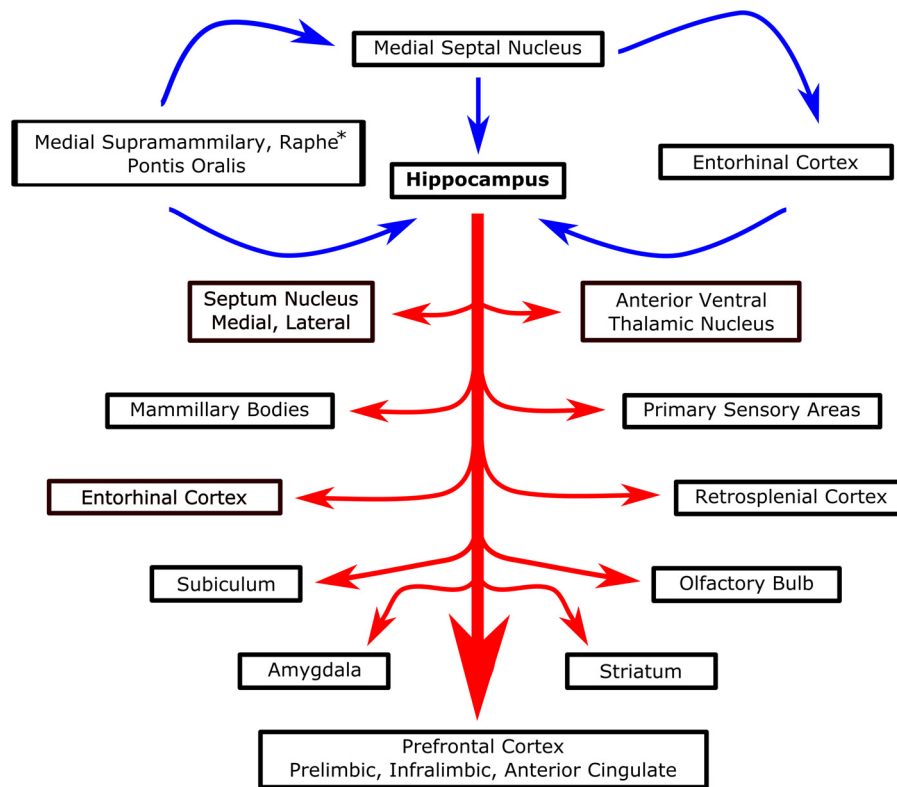 Medial Septal Nucleus
Medial Supramammilary, Raphe*
Pontis Oralis
Entorhinal Cortex
Hippocampus
Septum Nucleus
Medial, Lateral
Anterior Ventral
Thalamic Nucleus
Mammillary Bodies
Primary Sensory Areas
Entorhinal Cortex
Retrosplenial Cortex
Subiculum
Olfactory Bulb
Amygdala
Striatum
Prefrontal Cortex
Prelimbic, Infralimbic, Anterior Cingulate